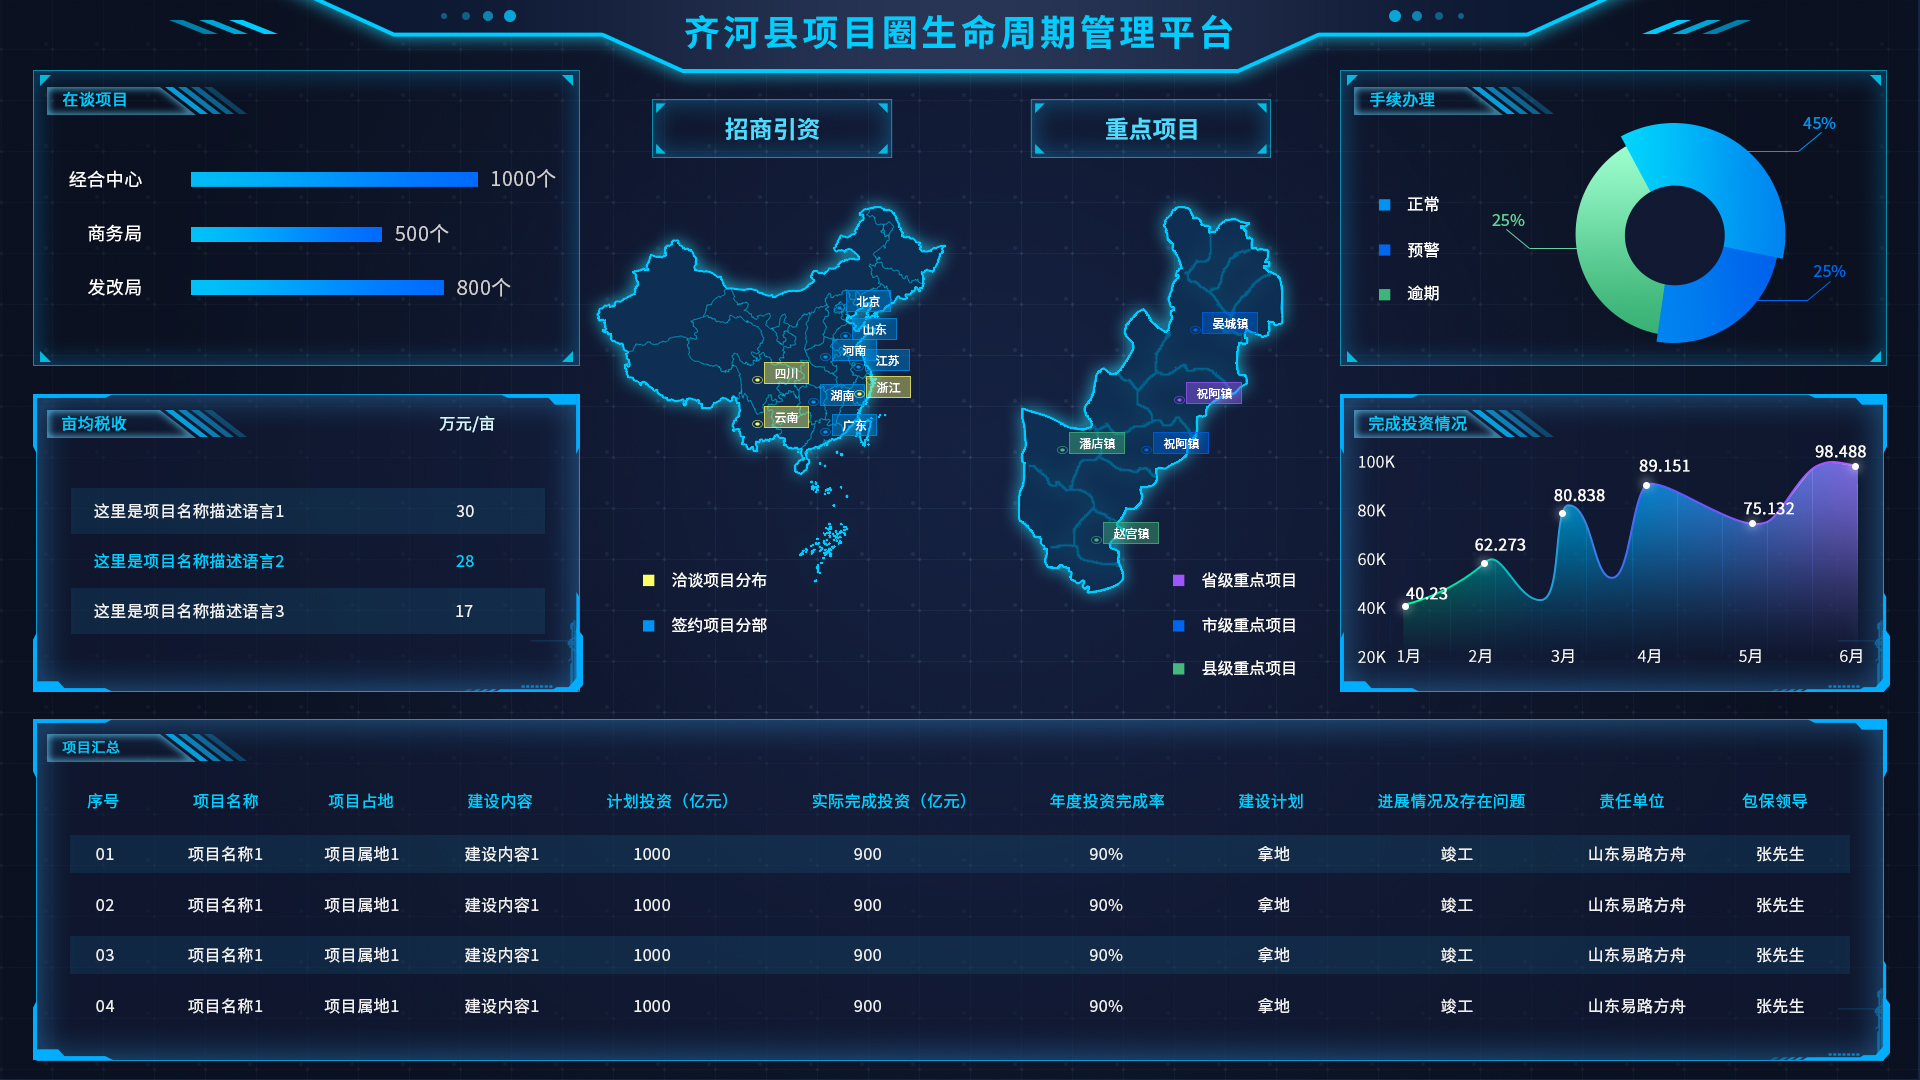 齐河县项目圈生命周期管理平台
在谈项目
经合中心 1000个
商务局 500个
发改局 800个
招商引资
重点项目
手续办理
正常
预警
逾期
45%
25%
25%
亩均税收
万元/亩
这里是项目名称描述语言1 30
这里是项目名称描述语言2 28
这里是项目名称描述语言3 17
北京
山东
河南
江苏
四川
浙江
湖南
云南
广东
洽谈项目分布
签约项目分部
晏城镇
祝阿镇
潘店镇
祝阿镇
赵宫镇
省级重点项目
市级重点项目
县级重点项目
完成投资情况
100K
80K
60K
40K
20K
40.23
62.273
80.838
89.151
75.132
98.488
1月 2月 3月 4月 5月 6月
项目汇总
序号 项目名称 项目占地 建设内容 计划投资（亿元） 实际完成投资（亿元） 年度投资完成率 建设计划 进展情况及存在问题 责任单位 包保领导
01 项目名称1 项目属地1 建设内容1 1000 900 90% 拿地 竣工 山东易路方舟 张先生
02 项目名称1 项目属地1 建设内容1 1000 900 90% 拿地 竣工 山东易路方舟 张先生
03 项目名称1 项目属地1 建设内容1 1000 900 90% 拿地 竣工 山东易路方舟 张先生
04 项目名称1 项目属地1 建设内容1 1000 900 90% 拿地 竣工 山东易路方舟 张先生